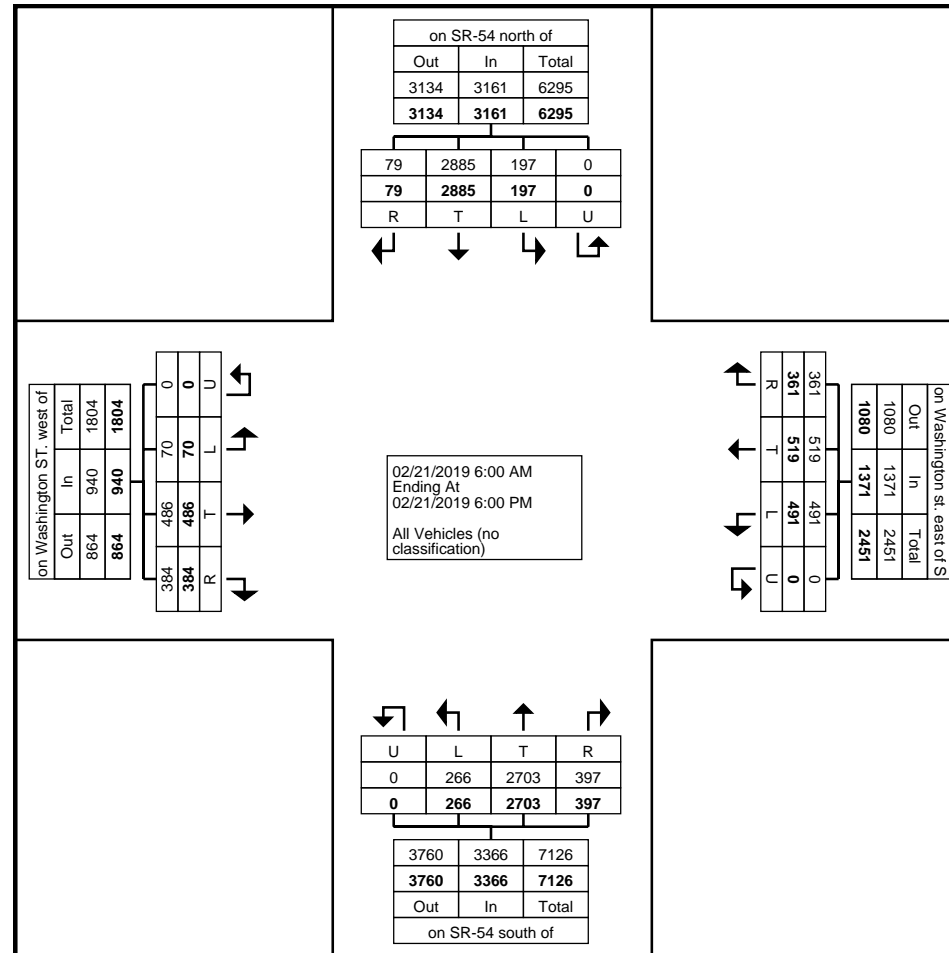 on SR-54 north of
Out In Total
3134 3161 6295
3134 3161 6295
79 2885 197 0
79 2885 197 0
R T L U
on Washington ST. west of
Total In Out
1804 940 864
1804 940 864
0 70 486 384
0 70 486 384
U L T R
02/21/2019 6:00 AM
Ending At
02/21/2019 6:00 PM
All Vehicles (no
classification)
on Washington st. east of S
Out In Total
1080 1371 2451
1080 1371 2451
361 519 491 0
361 519 491 0
R T L U
U L T R
0 266 2703 397
0 266 2703 397
3760 3366 7126
3760 3366 7126
Out In Total
on SR-54 south of